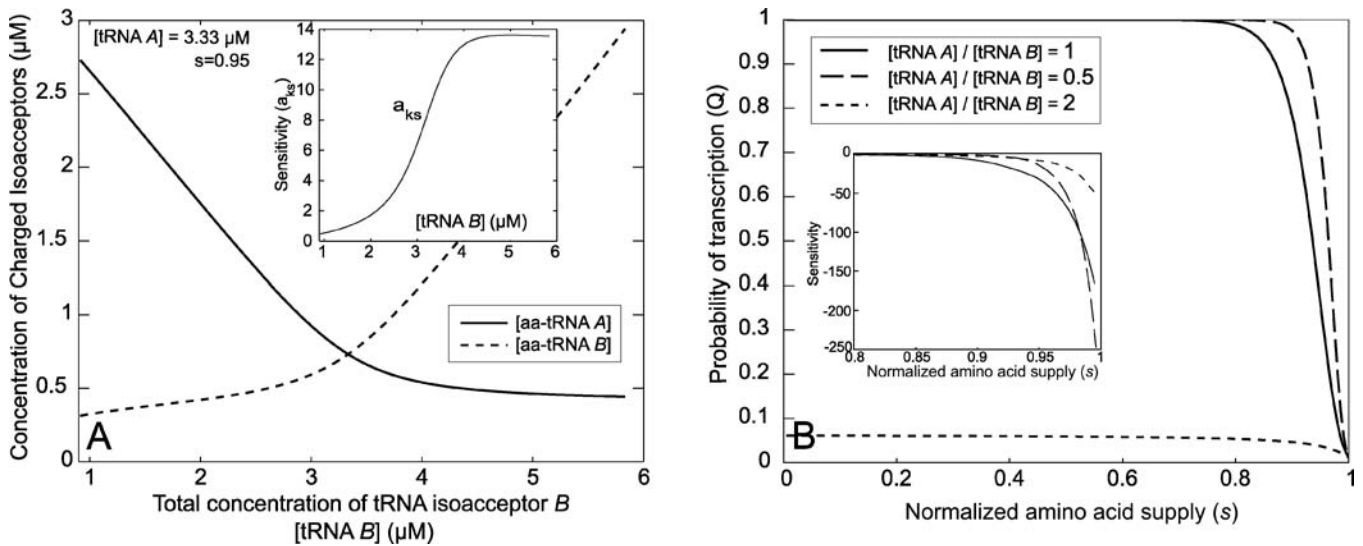 Concentration of Charged Isoacceptors (µM)
3
2.5
2
1.5
1
0.5
0
[tRNA A] = 3.33 µM
s=0.95
Sensitivity (aks)
14
12
10
8
6
4
2
0
aks
[tRNA B] (µM)
1 2 3 4 5 6
[aa-tRNA A]
[aa-tRNA B]
A
1 2 3 4 5 6
Total concentration of tRNA isoacceptor B
[tRNA B] (µM)
Probability of transcription (Q)
1
0.9
0.8
0.7
0.6
0.5
0.4
0.3
0.2
0.1
0
[tRNA A] / [tRNA B] = 1
[tRNA A] / [tRNA B] = 0.5
[tRNA A] / [tRNA B] = 2
Sensitivity
0
-50
-100
-150
-200
-250
0.8 0.85 0.9 0.95 1
Normalized amino acid supply (s)
B
0 0.2 0.4 0.6 0.8 1
Normalized amino acid supply (s)